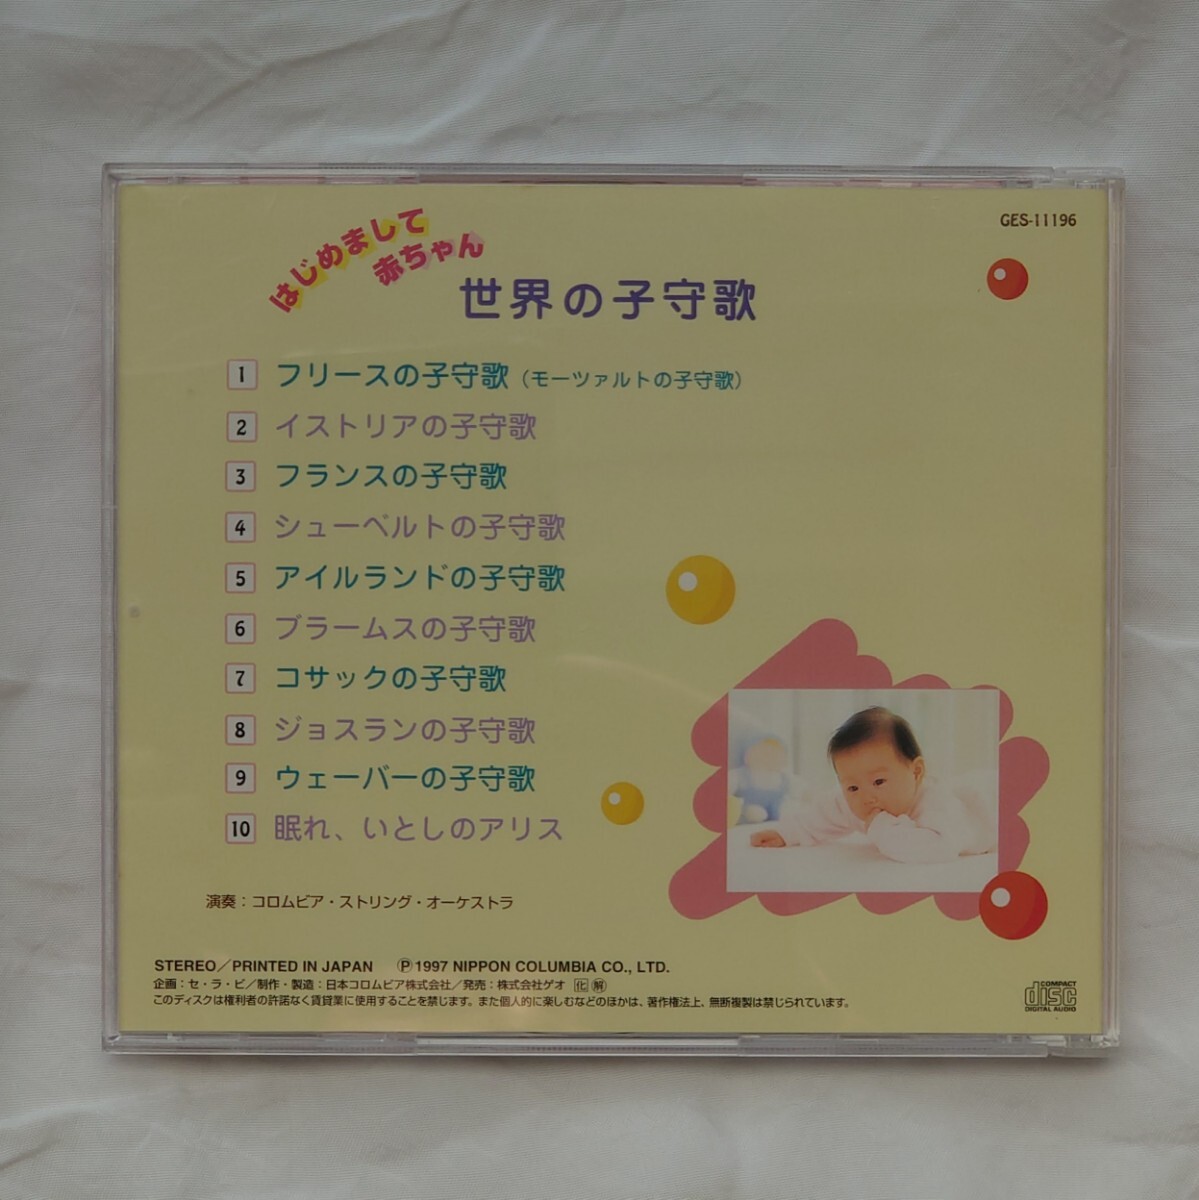 GES-11196
はじめまして
赤ちゃん
世界の子守歌
1 フリースの子守歌（モーツァルトの子守歌）
2 イストリアの子守歌
3 フランスの子守歌
4 シューベルトの子守歌
5 アイルランドの子守歌
6 ブラームスの子守歌
7 コサックの子守歌
8 ジョスランの子守歌
9 ウェーバーの子守歌
10 眠れ、いとしのアリス
演奏：コロムビア・ストリング・オーケストラ
STEREO／PRINTED IN JAPAN ℗1997 NIPPON COLUMBIA CO., LTD.
企画：セ・ラ・ビ／制作・製造：日本コロムビア株式会社／発売：株式会社ゲオ ㊗
このディスクは権利者の許諾なく賃貸業に使用することを禁じます。また個人的に楽しむなどのほかは、著作権法上、無断複製は禁じられています。
COMPACT
disc
DIGITAL AUDIO